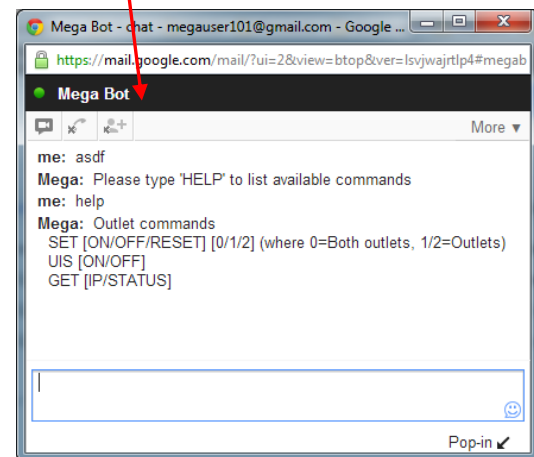 Mega Bot - chat - megauser101@gmail.com - Google ...
https://mail.google.com/mail/?ui=2&view=btop&ver=lsvjwajrtlp4#megab
Mega Bot
More ▼
me: asdf
Mega: Please type 'HELP' to list available commands
me: help
Mega: Outlet commands
SET [ON/OFF/RESET] [0/1/2] (where 0=Both outlets, 1/2=Outlets)
UIS [ON/OFF]
GET [IP/STATUS]
Pop-in